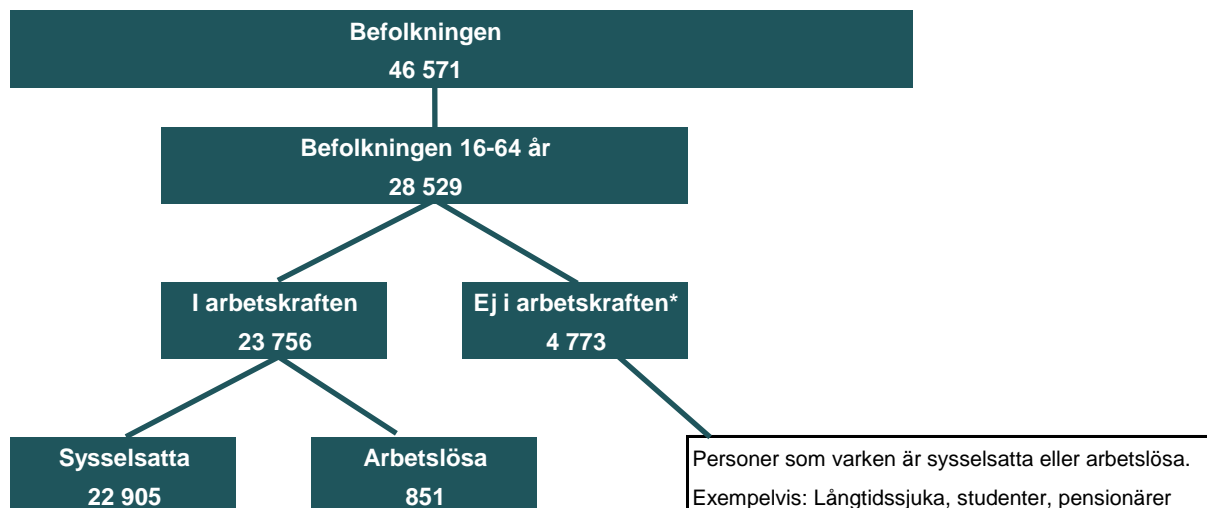 Befolkningen
46 571
Befolkningen 16-64 år
28 529
I arbetskraften
23 756
Ej i arbetskraften*
4 773
Sysselsatta
22 905
Arbetslösa
851
Personer som varken är sysselsatta eller arbetslösa.
Exempelvis: Långtidssjuka, studenter, pensionärer